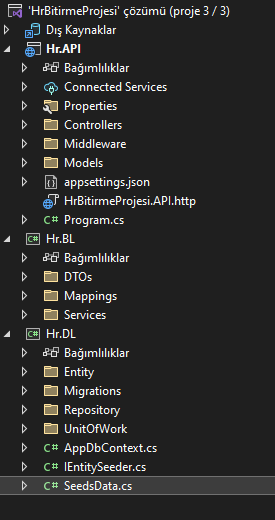 'HrBitirmeProjesi' çözümü (proje 3 / 3)
Dış Kaynaklar
Hr.API
Bağımlılıklar
Connected Services
Properties
Controllers
Middleware
Models
appsettings.json
HrBitirmeProjesi.API.http
C# Program.cs
C# Hr.BL
Bağımlılıklar
DTOs
Mappings
Services
C# Hr.DL
Bağımlılıklar
Entity
Migrations
Repository
UnitOfWork
C# AppDbContext.cs
C# IEntitySeeder.cs
C# SeedsData.cs